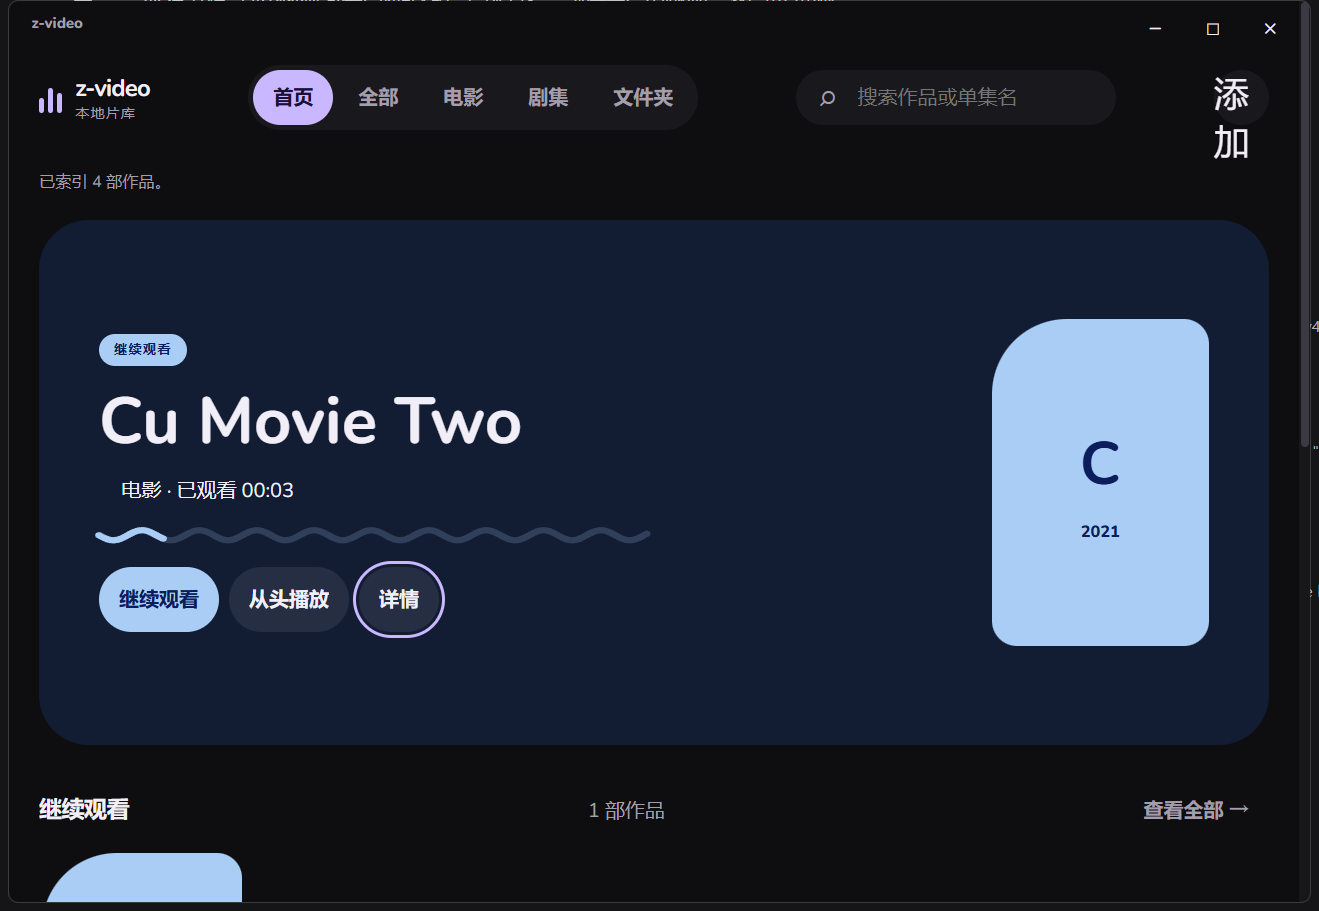 z-video
z-video
本地片库
首页
全部
电影
剧集
文件夹
搜索作品或单集名
添
加
已索引 4 部作品。
继续观看
Cu Movie Two
电影 · 已观看 00:03
继续观看
从头播放
详情
C
2021
继续观看
1 部作品
查看全部 →